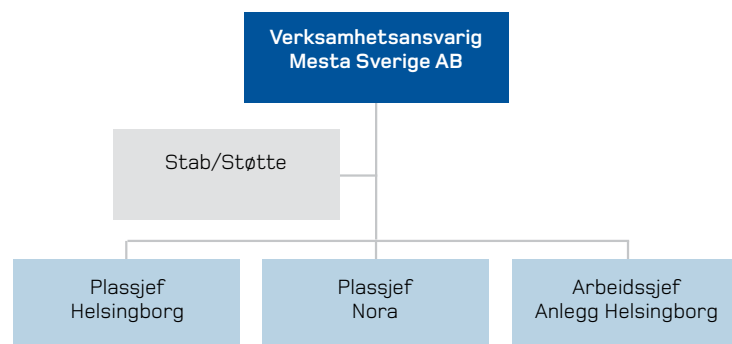 Verksamhetsansvarig
Mesta Sverige AB
Stab/Støtte
Plassjef
Helsingborg
Plassjef
Nora
Arbeidssjef
Anlegg Helsingborg